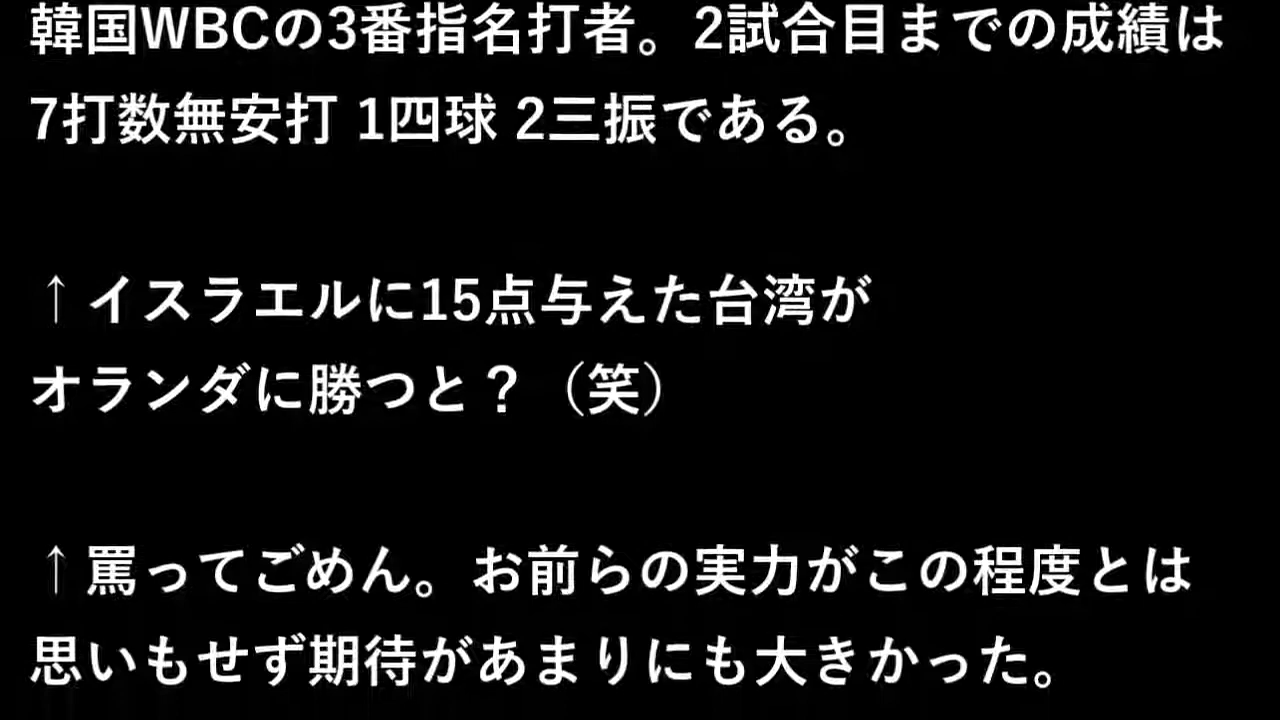 韓国WBCの3番指名打者。2試合目までの成績は
7打数無安打 1四球 2三振である。
↑イスラエルに15点与えた台湾が
オランダに勝つと？（笑）
↑罵ってごめん。お前らの実力がこの程度とは
思いもせず期待があまりにも大きかった。